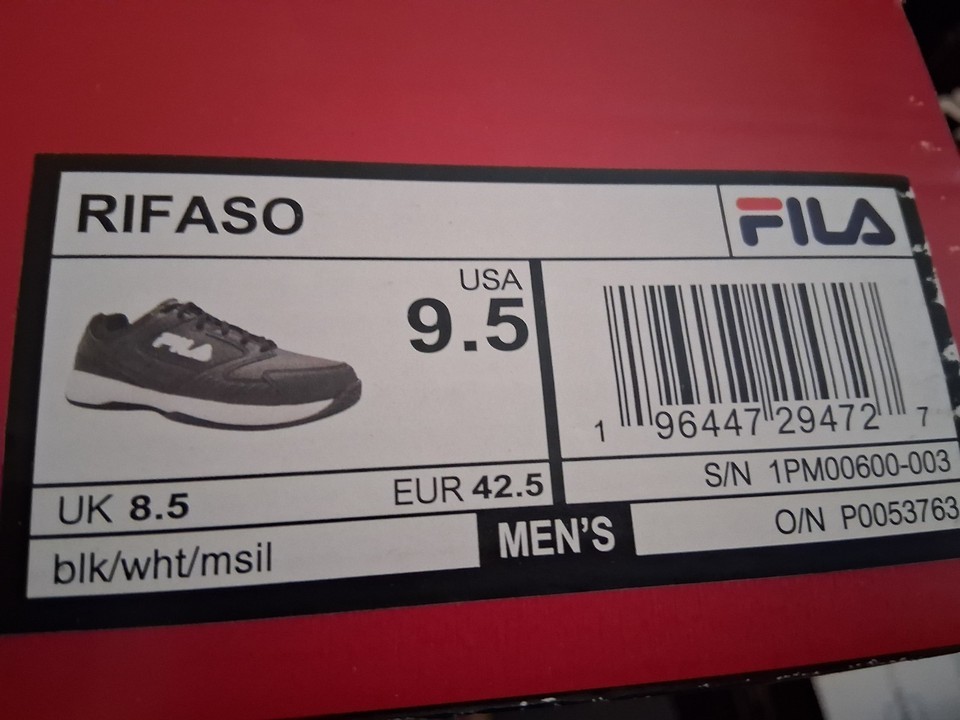 RIFASO
FILA
USA
9.5
FILA
UK 8.5
EUR 42.5
blk/wht/msil
MEN'S
1 96447 29472 7
S/N 1PM00600-003
O/N P0053763